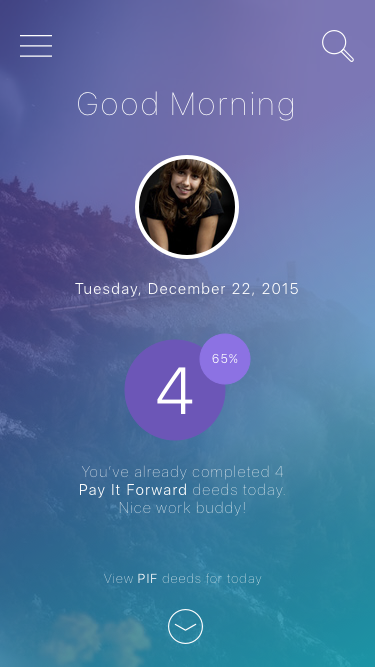 Good Morning
Tuesday, December 22, 2015
65%
4
You've already completed 4
Pay It Forward deeds today.
Nice work buddy!
View PIF deeds for today